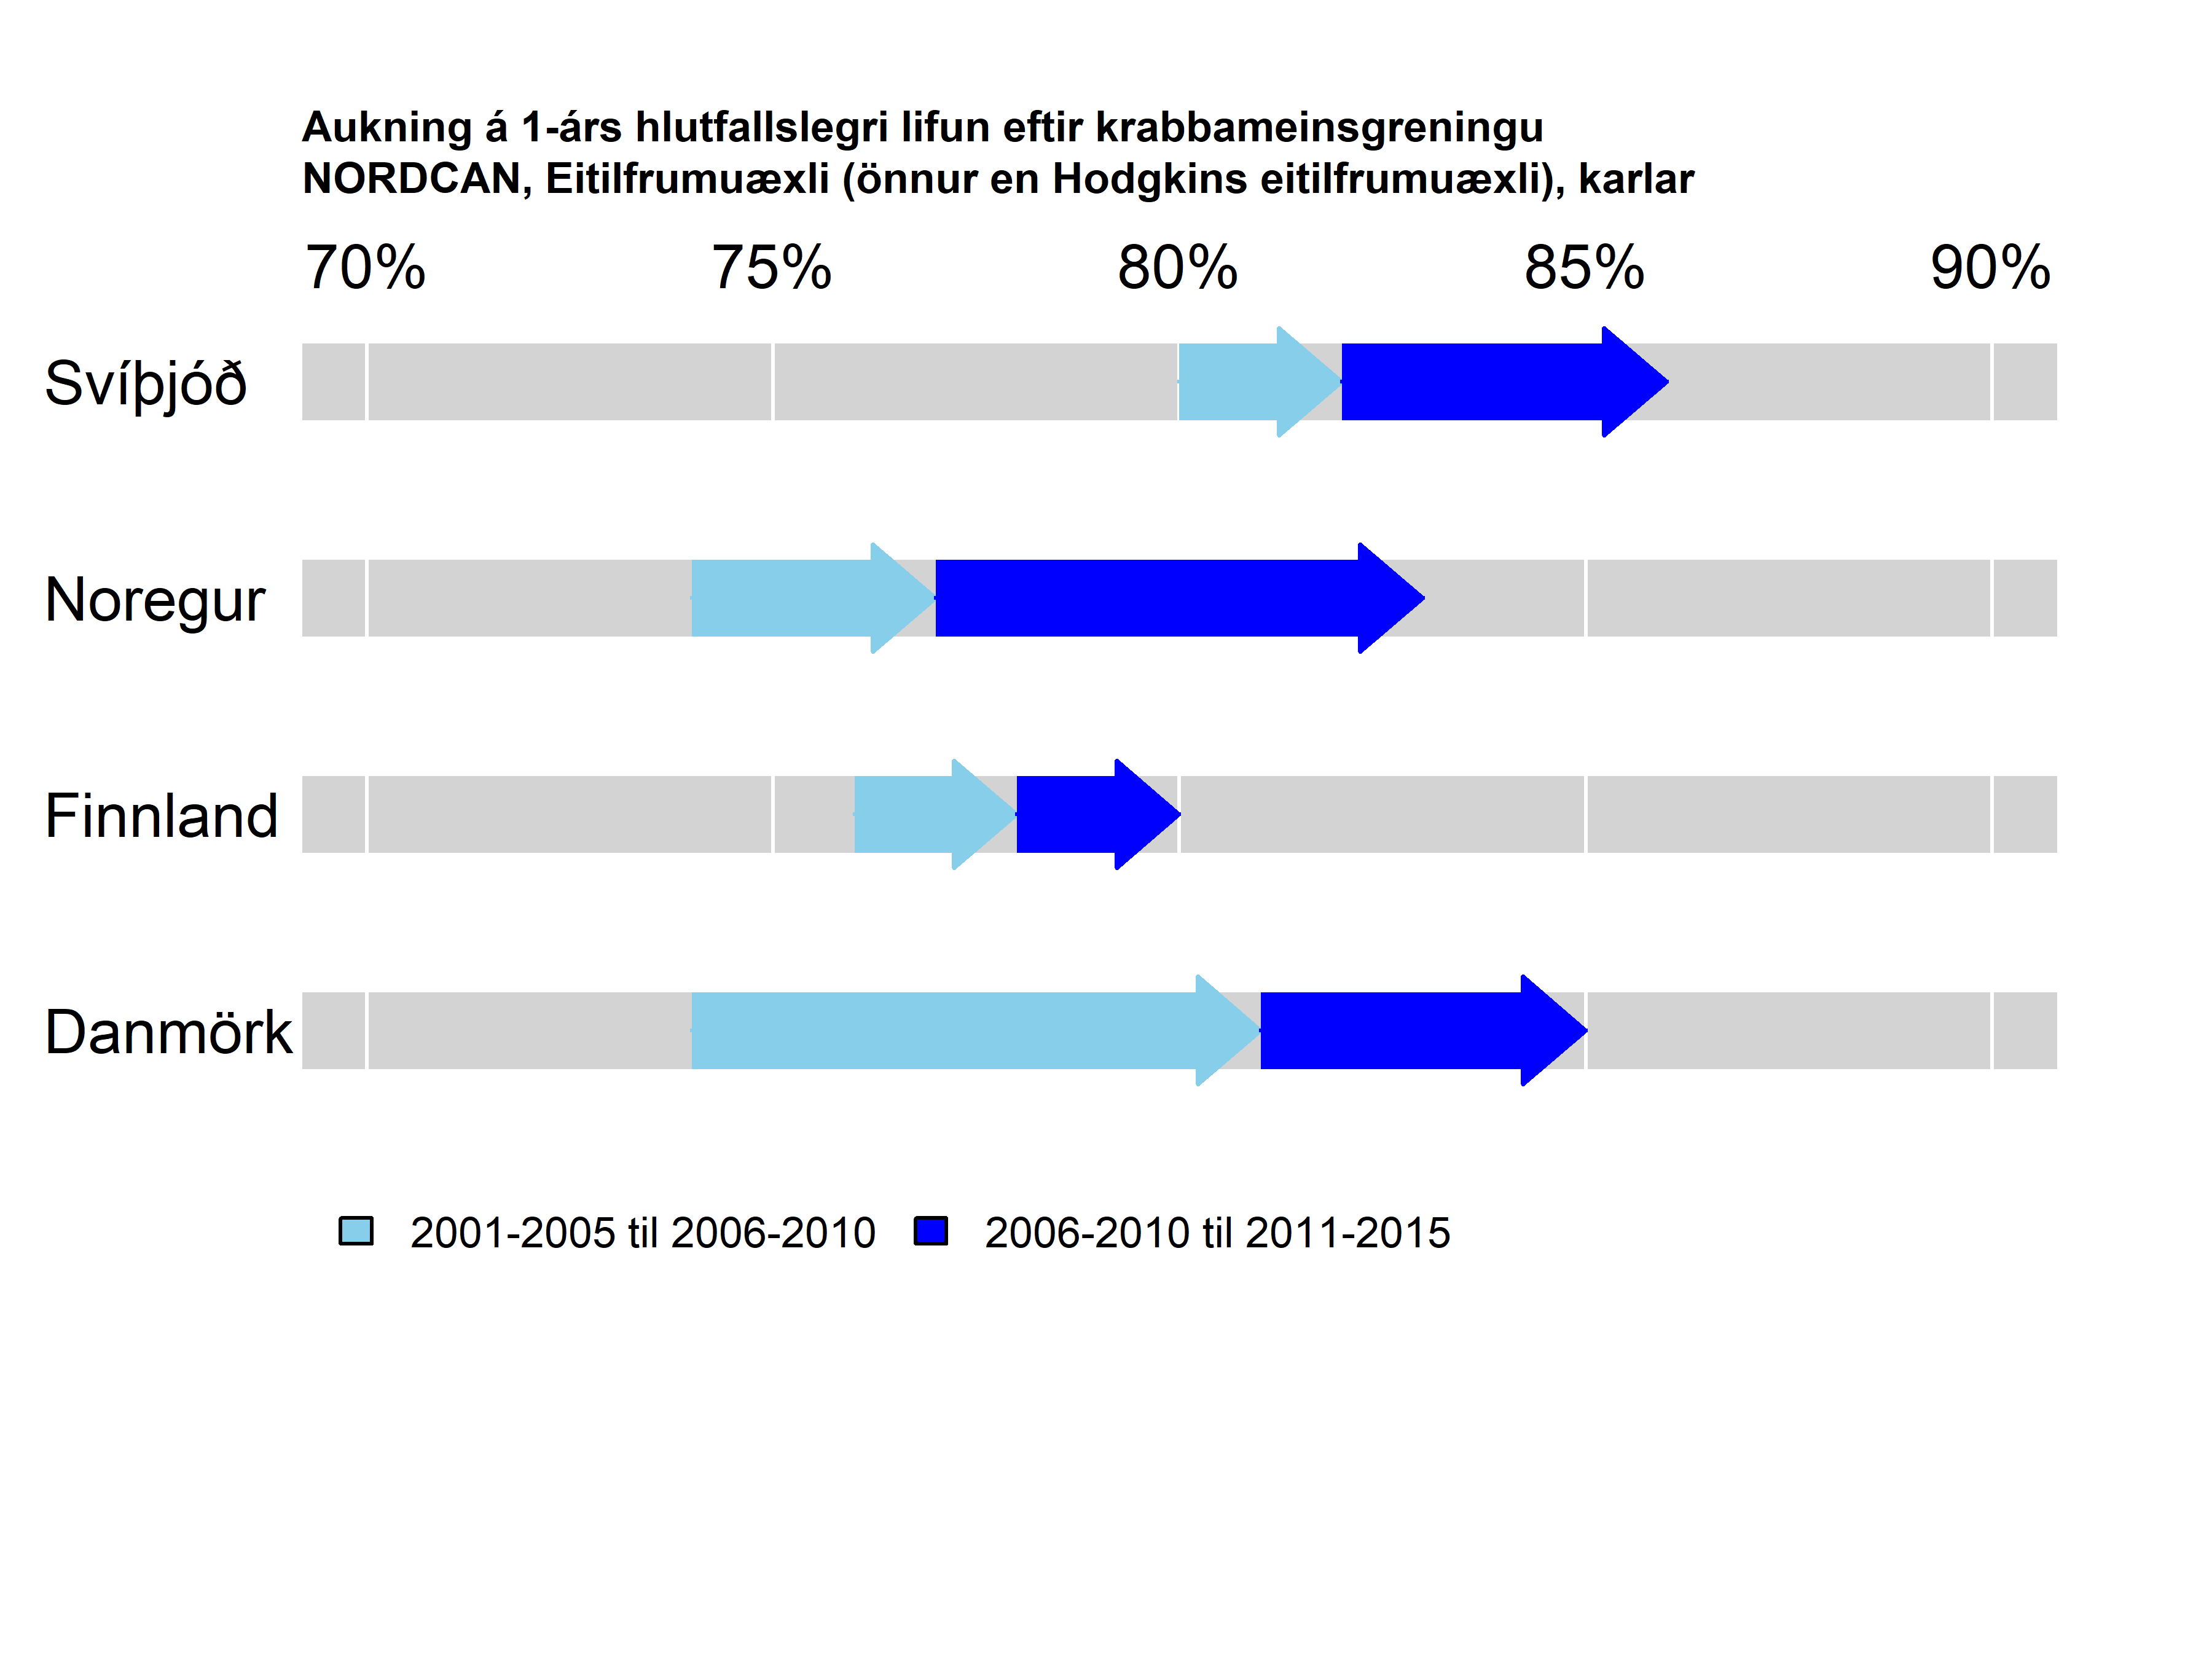 Aukning á 1-árs hlutfallslegri lifun eftir krabbameinsgreningu
NORDCAN, Eitilfrumuæxli (önnur en Hodgkins eitilfrumuæxli), karlar
70% 75% 80% 85% 90%
Svíþjóð
Noregur
Finnland
Danmörk
2001-2005 til 2006-2010 2006-2010 til 2011-2015